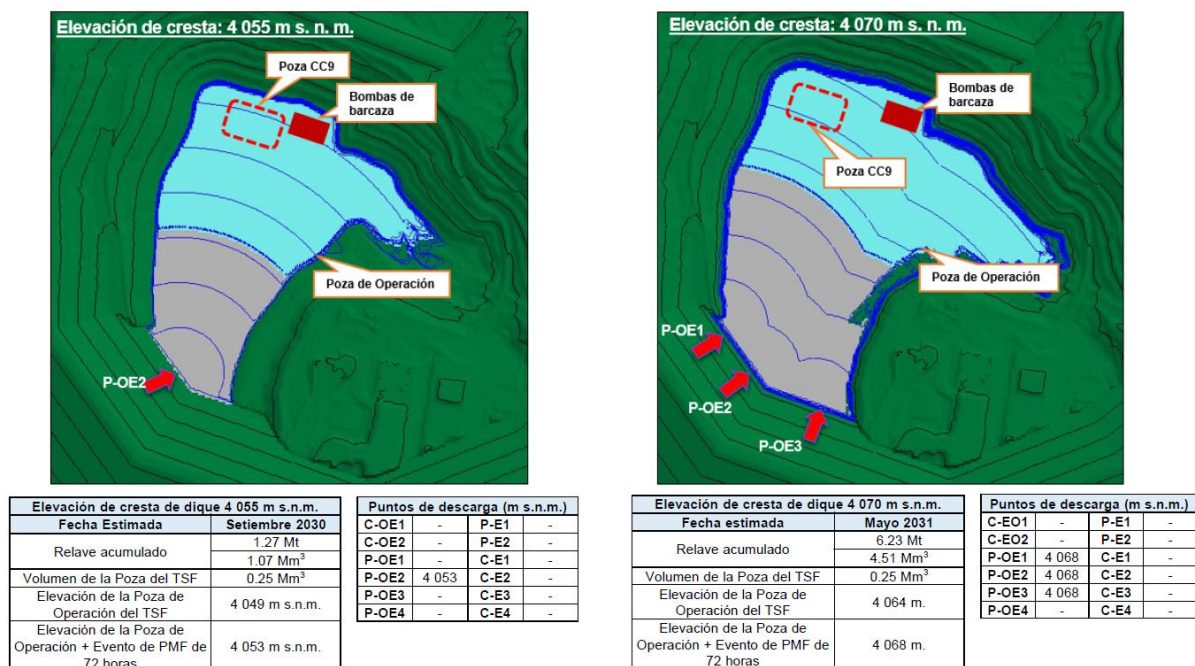 Elevación de cresta: 4 055 m s. n. m.
Poza CC9
Bombas de
barcaza
Poza de Operación
P-OE2
Elevación de cresta: 4 070 m s. n. m.
Bombas de
barcaza
Poza CC9
Poza de Operación
P-OE1
P-OE2
P-OE3
Elevación de cresta de dique 4 055 m s.n.m.
Fecha Estimada Setiembre 2030
Relave acumulado 1.27 Mt
1.07 Mm³
Volumen de la Poza del TSF 0.25 Mm³
Elevación de la Poza de
Operación del TSF 4 049 m s.n.m.
Elevación de la Poza de
Operación + Evento de PMF de
72 horas 4 053 m s.n.m.
Puntos de descarga (m s.n.m.)
C-OE1 - P-E1 -
C-OE2 - P-E2 -
P-OE1 - C-E1 -
P-OE2 4 053 C-E2 -
P-OE3 - C-E3 -
P-OE4 - C-E4 -
Elevación de cresta de dique 4 070 m s.n.m.
Fecha estimada Mayo 2031
Relave acumulado 6.23 Mt
4.51 Mm³
Volumen de la Poza del TSF 0.25 Mm³
Elevación de la Poza de
Operación del TSF 4 064 m.
Elevación de la Poza de
Operación + Evento de PMF de
72 horas 4 068 m.
Puntos de descarga (m s.n.m.)
C-EO1 - P-E1 -
C-EO2 - P-E2 -
P-OE1 4 068 C-E1 -
P-OE2 4 068 C-E2 -
P-OE3 4 068 C-E3 -
P-OE4 - C-E4 -